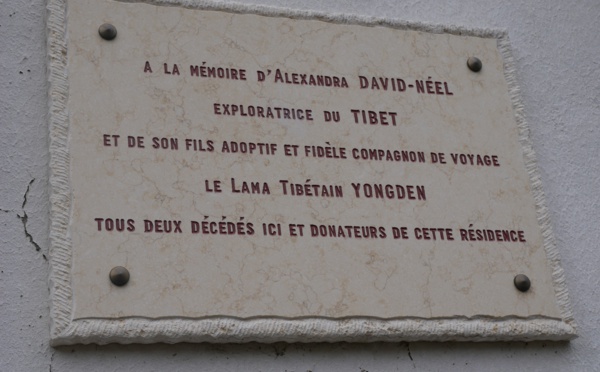 A LA MÉMOIRE D'ALEXANDRA DAVID-NÉEL
EXPLORATRICE DU TIBET
ET DE SON FILS ADOPTIF ET FIDÈLE COMPAGNON DE VOYAGE
LE LAMA TIBÉTAIN YONGDEN
TOUS DEUX DÉCÉDÉS ICI ET DONATEURS DE CETTE RÉSIDENCE